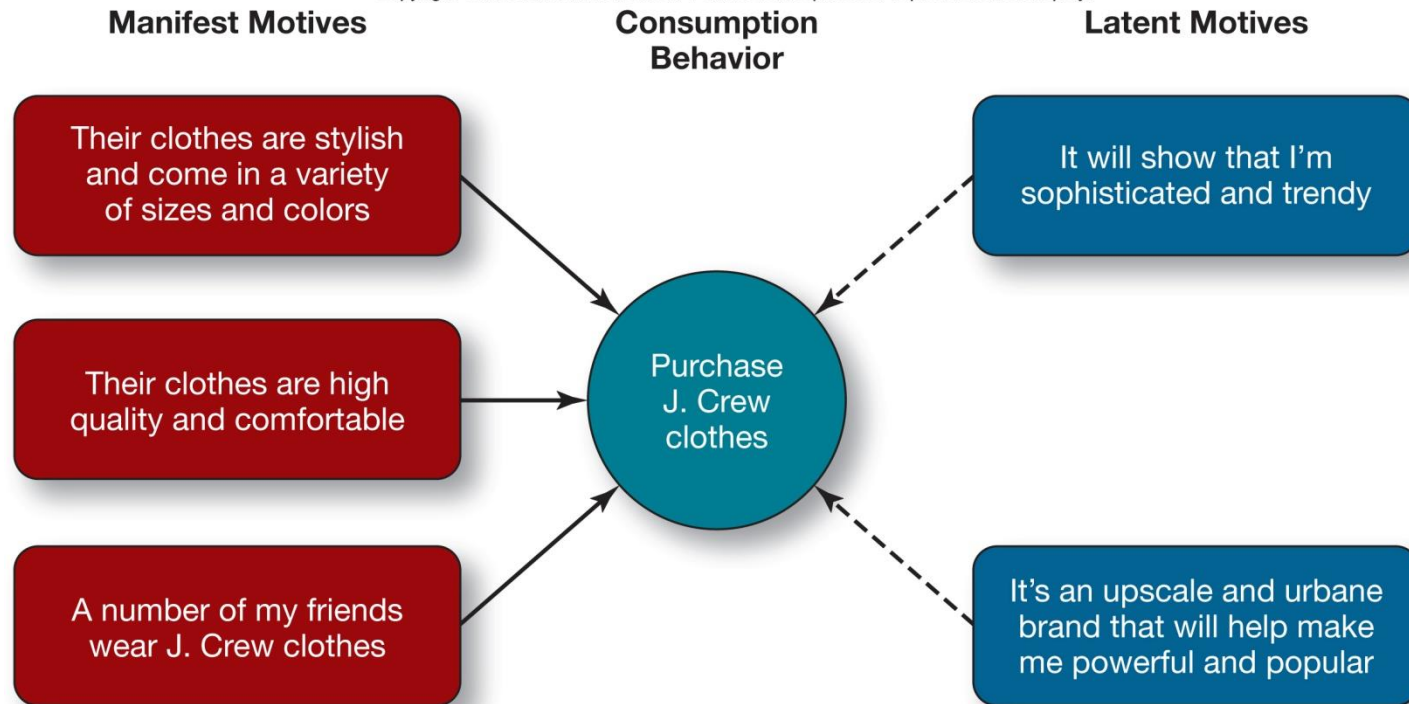 Manifest Motives
Consumption
Behavior
Latent Motives
Their clothes are stylish
and come in a variety
of sizes and colors
Their clothes are high
quality and comfortable
A number of my friends
wear J. Crew clothes
Purchase
J. Crew
clothes
It will show that I’m
sophisticated and trendy
It’s an upscale and urbane
brand that will help make
me powerful and popular